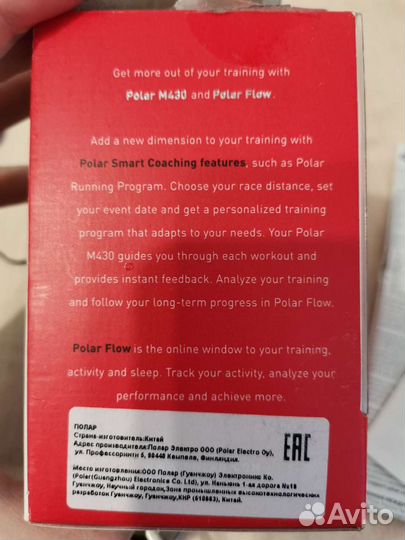 Get more out of your training with
Polar M430 and Polar Flow.
Add a new dimension to your training with
Polar Smart Coaching features, such as Polar
Running Program. Choose your race distance, set
your event date and get a personalized training
program that adapts to your needs. Your Polar
M430 guides you through each workout and
provides instant feedback. Analyze your training
and follow your long-term progress in Polar Flow.
Polar Flow is the online window to your training,
activity and sleep. Track your activity, analyze your
performance and achieve more.
ПОЛАР
Страна-изготовитель:Китай
Адрес производителя:Полар Электро ООО (Polar Electro Oy),
ул. Профессоринти 5, 90440 Кемпеле, Финляндия.
EAC
Место изготовления:ООО Полар (Гуанчжоу) Электроникс Ко.
(Polar(Guangzhou) Electronics Co. Ltd), ул. Наньюнь 1-ая дорога №16
Гуанчжоу, Научный городок,Зона промышленных высокотехнологических
разработок Гуанчжоу, Гуанчжоу,КНР (510663), Китай.
Avito